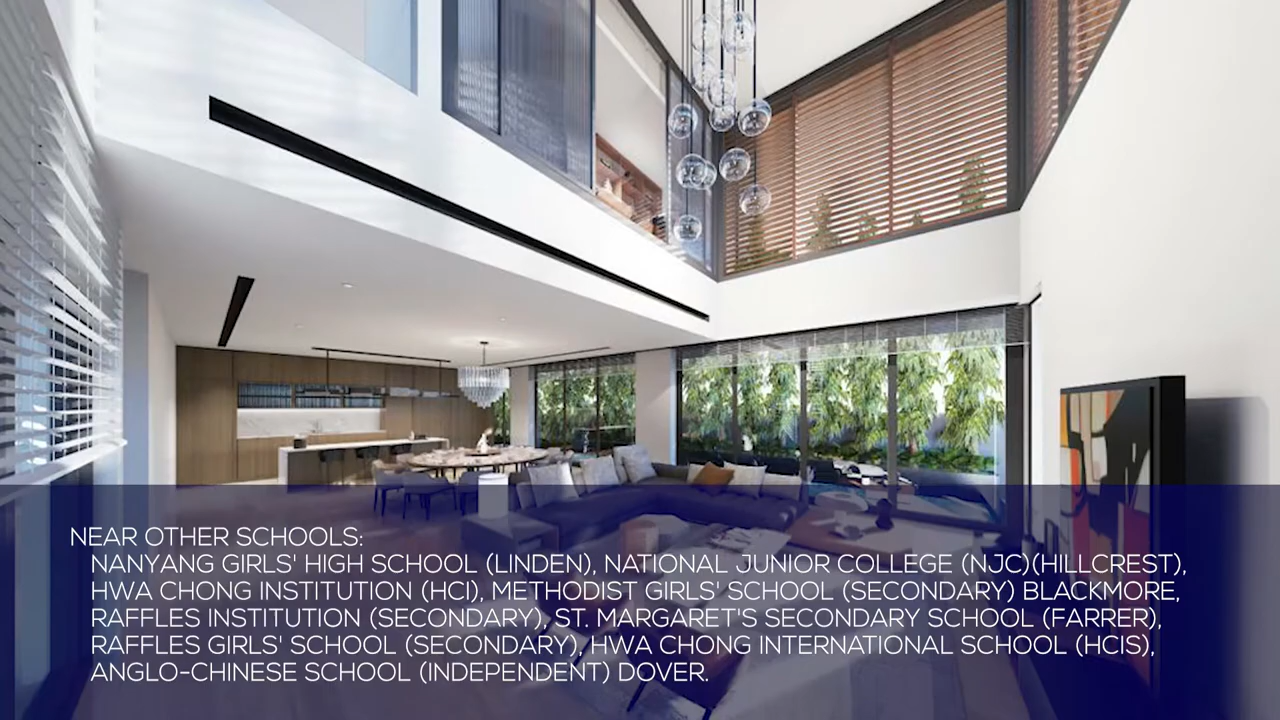 NEAR OTHER SCHOOLS:
NANYANG GIRLS' HIGH SCHOOL (LINDEN), NATIONAL JUNIOR COLLEGE (NJC)(HILLCREST),
HWA CHONG INSTITUTION (HCI), METHODIST GIRLS' SCHOOL (SECONDARY) BLACKMORE,
RAFFLES INSTITUTION (SECONDARY), ST. MARGARET'S SECONDARY SCHOOL (FARRER),
RAFFLES GIRLS' SCHOOL (SECONDARY), HWA CHONG INTERNATIONAL SCHOOL (HCIS),
ANGLO-CHINESE SCHOOL (INDEPENDENT) DOVER.